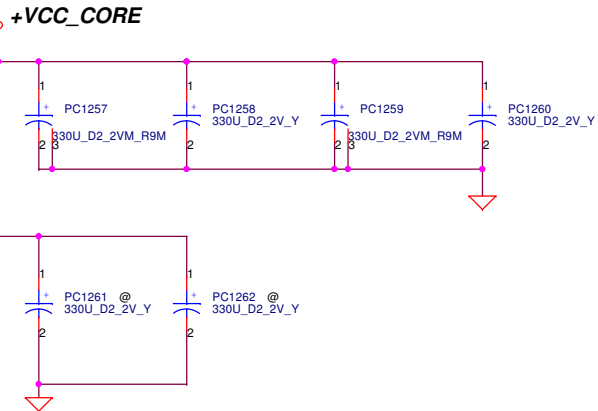 +VCC_CORE
1 1 1 1
+ PC1257 + PC1258 + PC1259 + PC1260
330U_D2_2V_Y 330U_D2_2V_Y
330U_D2_2VM_R9M 330U_D2_2VM_R9M
2 3 2 2 3 2
1 1
+ PC1261 @ + PC1262 @
330U_D2_2V_Y 330U_D2_2V_Y
2 2